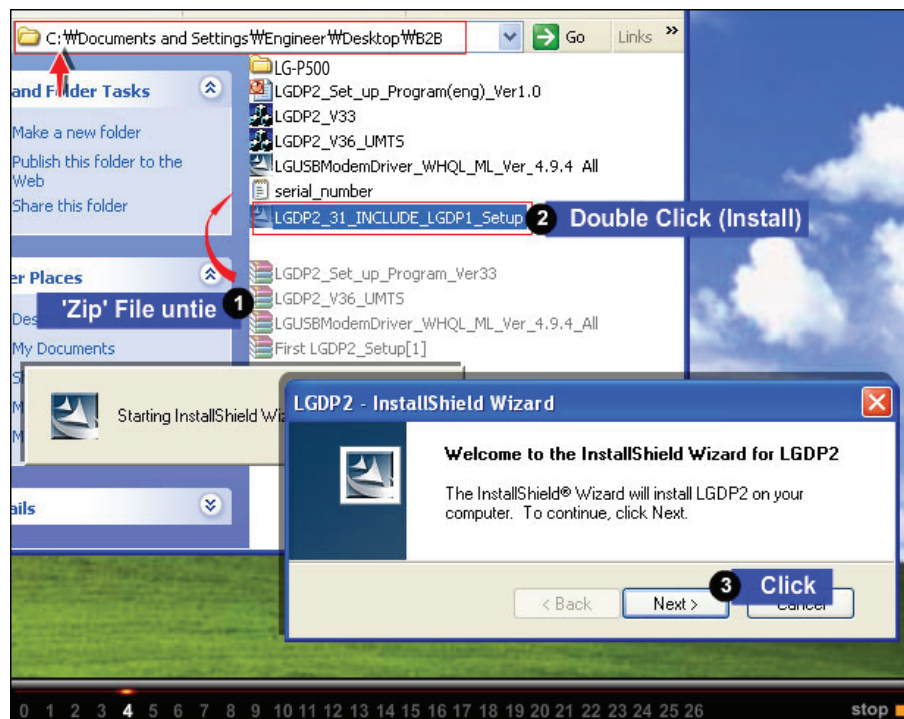 C:₩Documents and Settings₩Engineer₩Desktop₩B2B
Go
Links »
and Folder Tasks
Make a new folder
Publish this folder to the
Web
Share this folder
LG-P500
LGDP2_Set_up_Program(eng)_Ver1.0
LGDP2_V33
LGDP2_V36_UMTS
LGUSBModemDriver_WHQL_ML_Ver_4.9.4 All
serial_number
LGDP2_31_INCLUDE_LGDP1_Setup
2 Double Click (Install)
er Places
'Zip' File untie 1
Des
My Documents
S
M
M
LGDP2_Set_up_Program_Ver33
LGDP2_V36_UMTS
LGUSBModemDriver_WHQL_ML_Ver_4.9.4_All
First LGDP2_Setup[1]
ails
Starting InstallShield Wiz
LGDP2 - InstallShield Wizard
Welcome to the InstallShield Wizard for LGDP2
The InstallShield® Wizard will install LGDP2 on your
computer. To continue, click Next.
3 Click
< Back
Next >
Cancel
0 1 2 3 4 5 6 7 8 9 10 11 12 13 14 15 16 17 18 19 20 21 22 23 24 25 26
stop